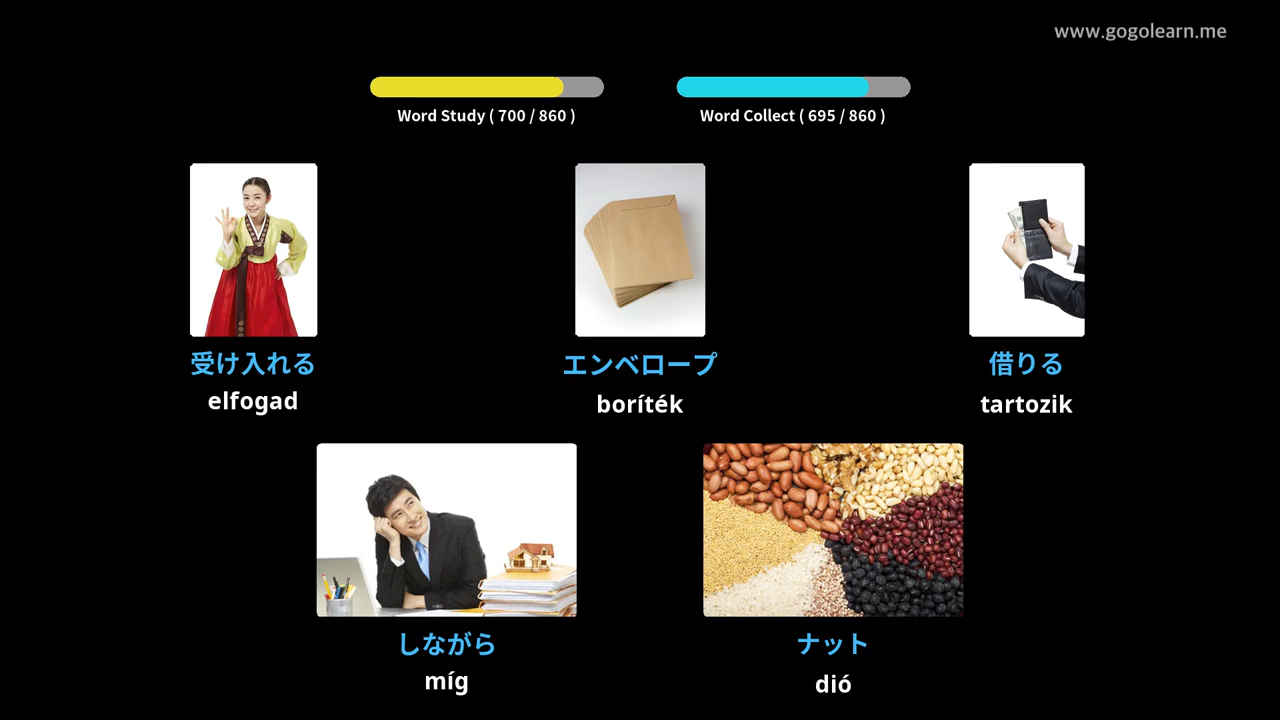 www.gogolearn.me
Word Study ( 700 / 860 )
Word Collect ( 695 / 860 )
受け入れる
elfogad
エンベロープ
boríték
借りる
tartozik
しながら
míg
ナット
dió